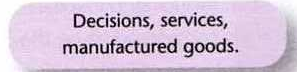 Decisions, services,
manufactured goods.